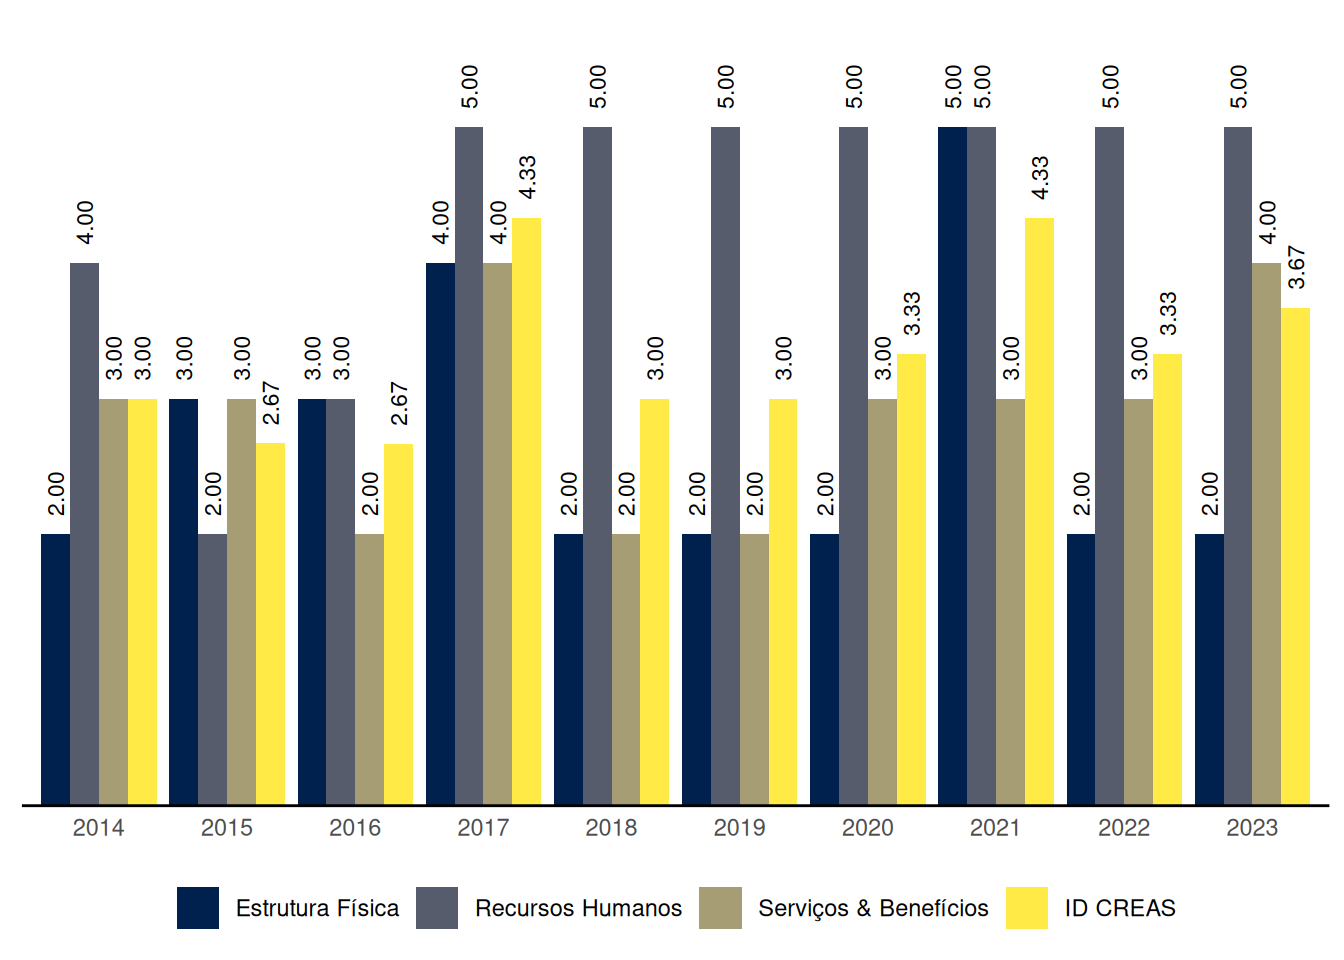 5.00 5.00 5.00 5.00 5.00 5.00 5.00 5.00
4.33 4.33
4.00 4.00 4.00 4.00
3.67
3.33 3.33
3.00 3.00 3.00 3.00 3.00 3.00 3.00 3.00 3.00 3.00 3.00
2.67 2.67
2.00 2.00 2.00 2.00 2.00 2.00 2.00 2.00 2.00 2.00
2014 2015 2016 2017 2018 2019 2020 2021 2022 2023
Estrutura Física Recursos Humanos Serviços & Benefícios ID CREAS